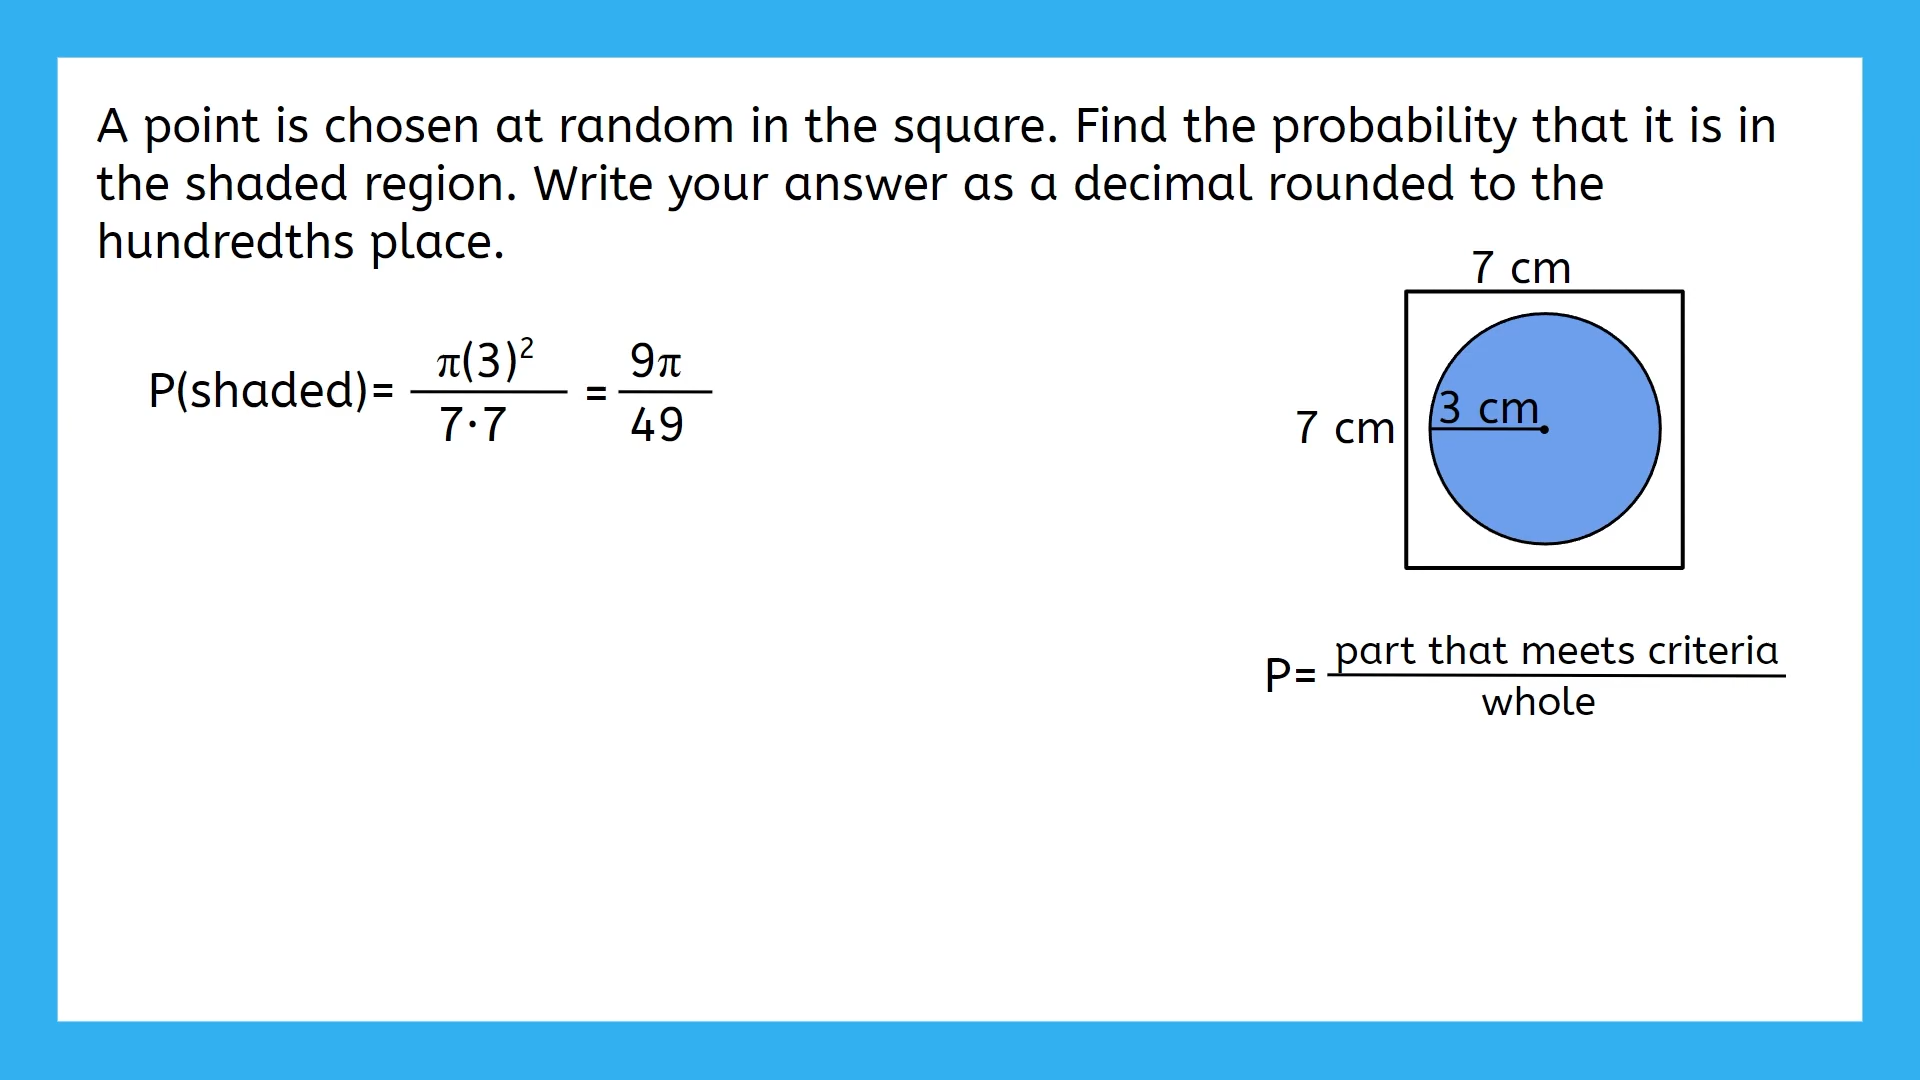 A point is chosen at random in the square. Find the probability that it is in
the shaded region. Write your answer as a decimal rounded to the
hundredths place.
7 cm
P(shaded)= π(3)²/7·7 = 9π/49
3 cm
7 cm
P= part that meets criteria/whole